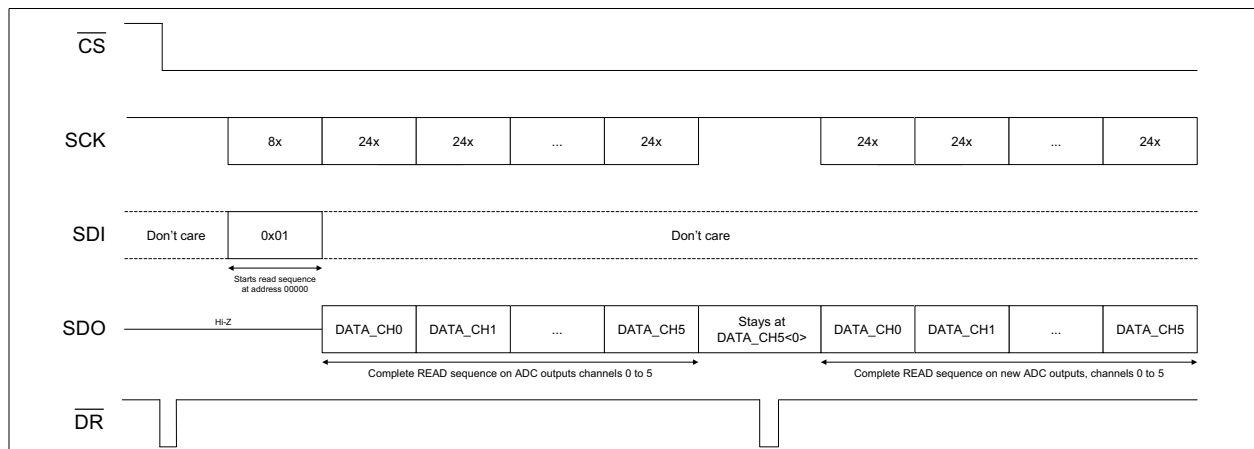 CS
SCK
8x
24x
24x
...
24x
24x
24x
...
24x
SDI
Don't care
0x01
Don't care
Starts read sequence
at address 00000
SDO
Hi-Z
DATA_CH0
DATA_CH1
...
DATA_CH5
Stays at
DATA_CH5<0>
DATA_CH0
DATA_CH1
...
DATA_CH5
Complete READ sequence on ADC outputs channels 0 to 5
Complete READ sequence on new ADC outputs, channels 0 to 5
DR